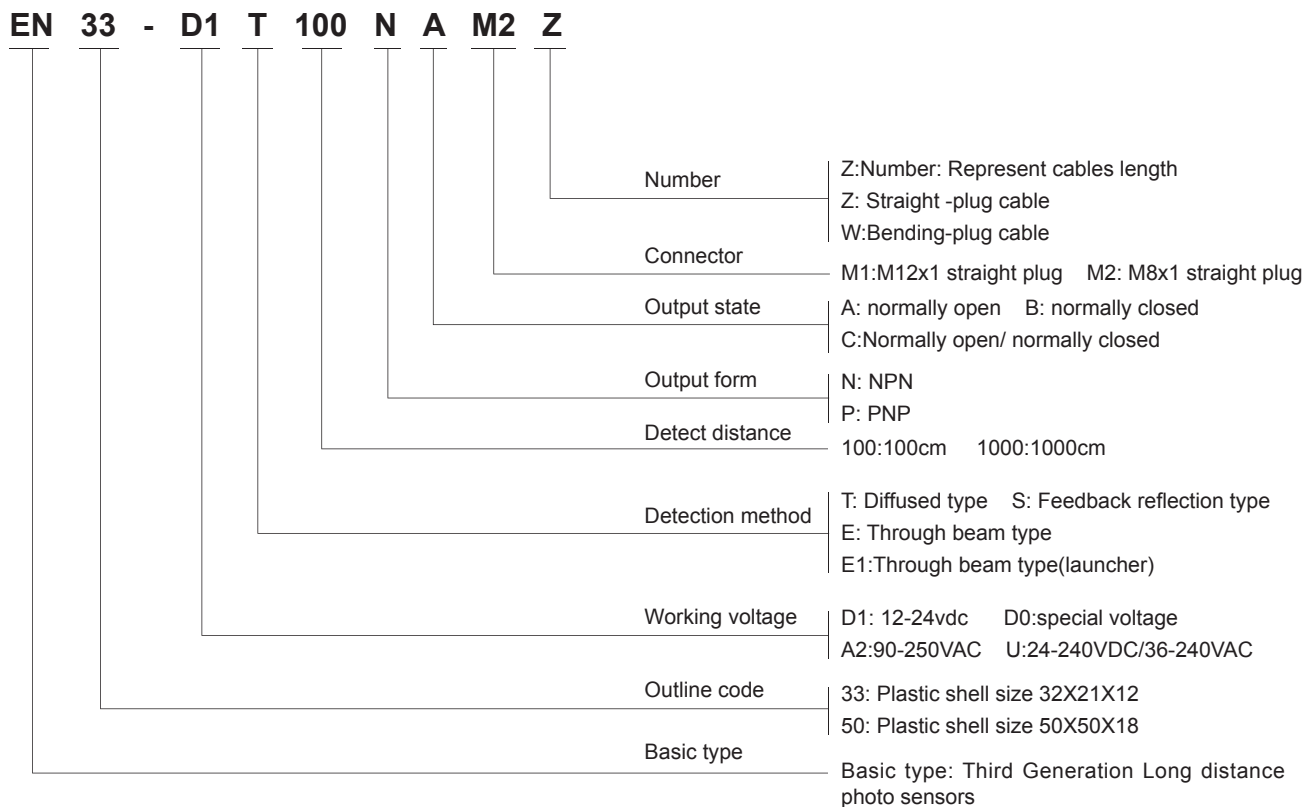 EN 33 - D1 T 100 N A M2 Z
Number
Z:Number: Represent cables length
Z: Straight -plug cable
W:Bending-plug cable
Connector
M1:M12x1 straight plug M2: M8x1 straight plug
Output state
A: normally open B: normally closed
C:Normally open/ normally closed
Output form
N: NPN
P: PNP
Detect distance
100:100cm 1000:1000cm
Detection method
T: Diffused type S: Feedback reflection type
E: Through beam type
E1:Through beam type(launcher)
Working voltage
D1: 12-24vdc D0:special voltage
A2:90-250VAC U:24-240VDC/36-240VAC
Outline code
33: Plastic shell size 32X21X12
50: Plastic shell size 50X50X18
Basic type
Basic type: Third Generation Long distance
photo sensors